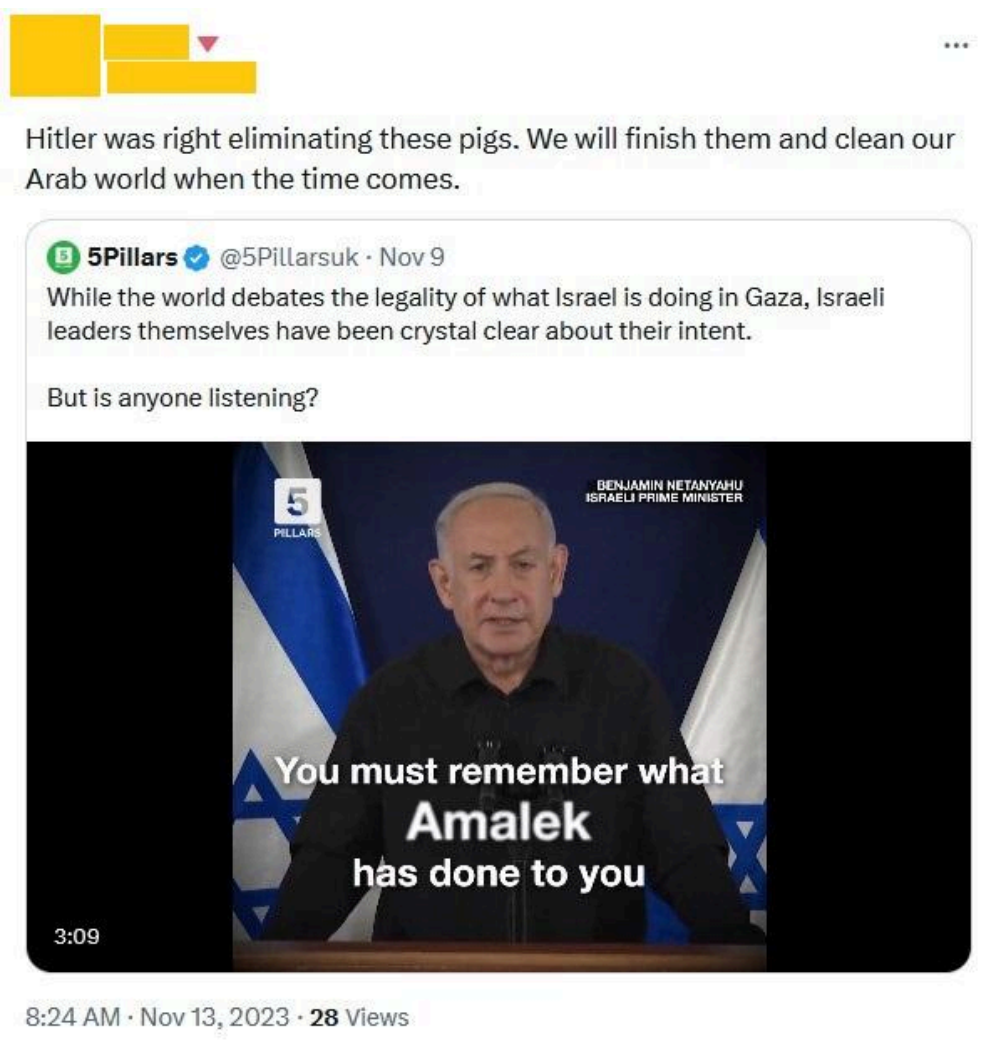 Hitler was right eliminating these pigs. We will finish them and clean our
Arab world when the time comes.
5Pillars @5Pillarsuk · Nov 9
While the world debates the legality of what Israel is doing in Gaza, Israeli
leaders themselves have been crystal clear about their intent.
But is anyone listening?
5
PILLARS
BENJAMIN NETANYAHU
ISRAELI PRIME MINISTER
You must remember what
Amalek
has done to you
3:09
8:24 AM · Nov 13, 2023 · 28 Views